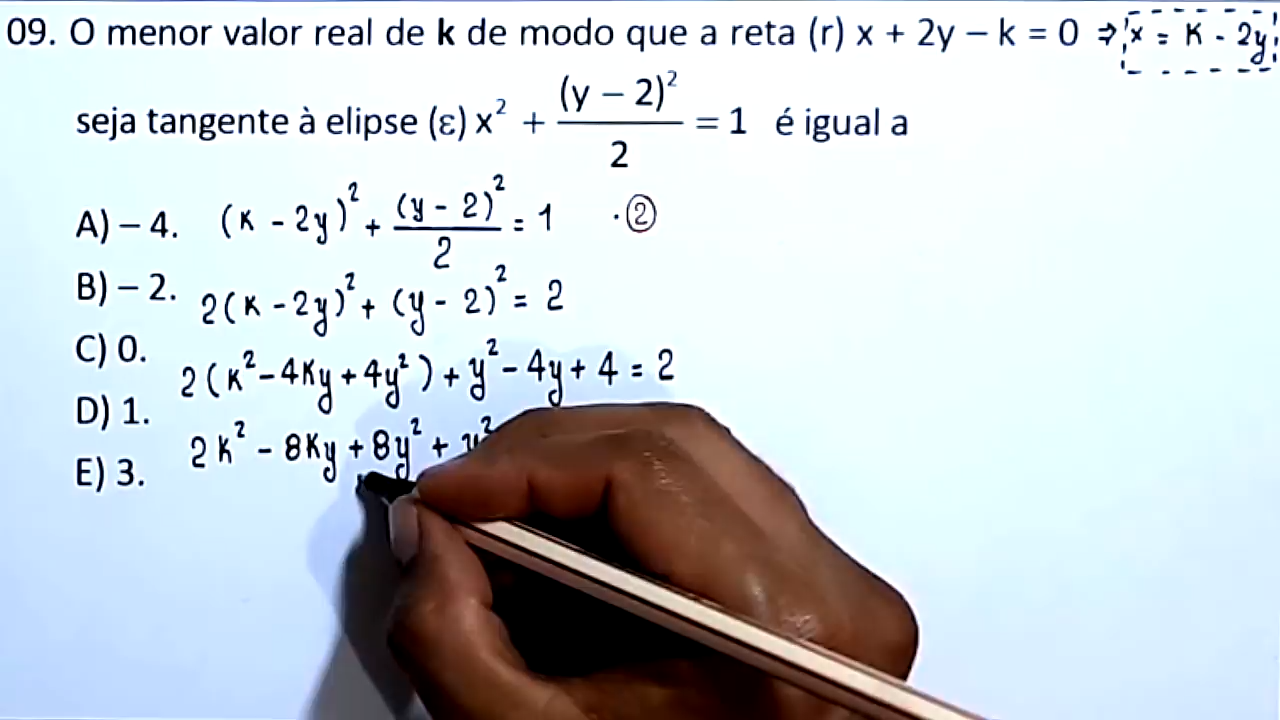 09. O menor valor real de k de modo que a reta (r) x + 2y – k = 0 ⇒ x = K - 2y
seja tangente à elipse (ε) x² + (y – 2)²/2 = 1 é igual a
A) – 4. (K - 2y)² + (y - 2)²/2 = 1 · ②
B) – 2. 2(K - 2y)² + (y - 2)² = 2
C) 0.
2(K² - 4Ky + 4y²) + y² - 4y + 4 = 2
D) 1.
2K² - 8Ky + 8y² + y²
E) 3.